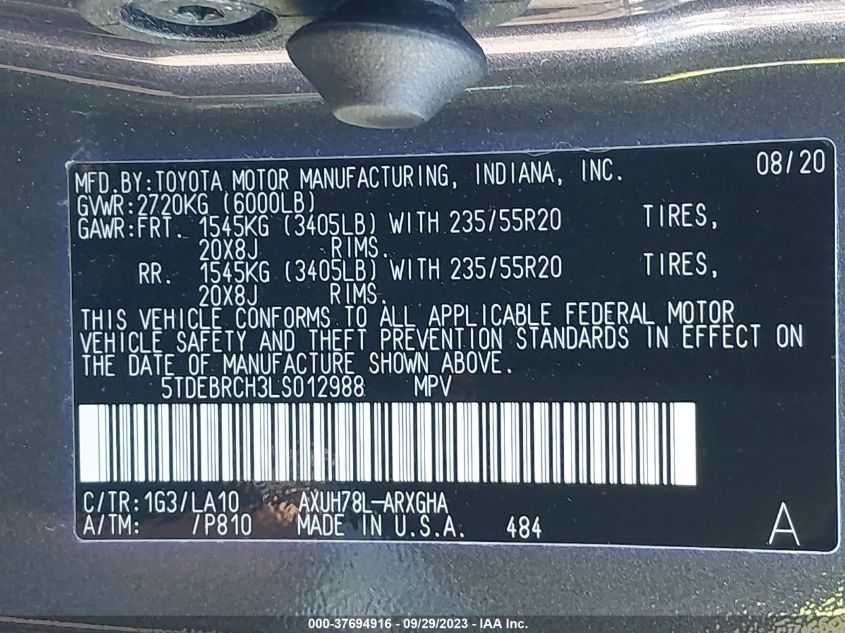 MFD.BY:TOYOTA MOTOR MANUFACTURING, INDIANA, INC. 08/20
GVWR:2720KG (6000LB)
GAWR:FRT. 1545KG (3405LB) WITH 235/55R20 TIRES,
20X8J RIMS.
RR. 1545KG (3405LB) WITH 235/55R20 TIRES,
20X8J RIMS.
THIS VEHICLE CONFORMS TO ALL APPLICABLE FEDERAL MOTOR
VEHICLE SAFETY AND THEFT PREVENTION STANDARDS IN EFFECT ON
THE DATE OF MANUFACTURE SHOWN ABOVE.
5TDEBRCH3LS012988 MPV
C/TR:1G3/LA10 AXUH78L-ARXGHA
A/TM: /P810 MADE IN U.S.A. 484 A
000-37694916 - 09/29/2023 - IAA Inc.